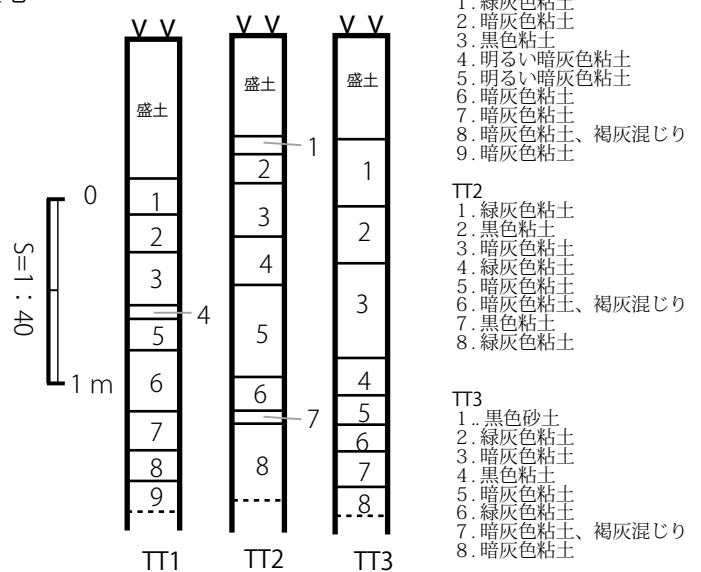 盛土
盛土
盛土
1
2
3
4
5
6
7
8
9
TT1
1
2
3
4
5
6
7
8
TT2
1
2
3
4
5
6
7
8
TT3
0
1 m
S=1：40
1．緑灰色粘土
2．暗灰色粘土
3．黒色粘土
4．明るい暗灰色粘土
5．明るい暗灰色粘土
6．暗灰色粘土
7．暗灰色粘土
8．暗灰色粘土、褐灰混じり
9．暗灰色粘土
TT2
1．緑灰色粘土
2．黒色粘土
3．暗灰色粘土
4．緑灰色粘土
5．暗灰色粘土
6．暗灰色粘土、褐灰混じり
7．黒色粘土
8．緑灰色粘土
TT3
1．. 黒色砂土
2．緑灰色粘土
3．暗灰色粘土
4．黒色粘土
5．暗灰色粘土
6．緑灰色粘土
7．暗灰色粘土、褐灰混じり
8．暗灰色粘土